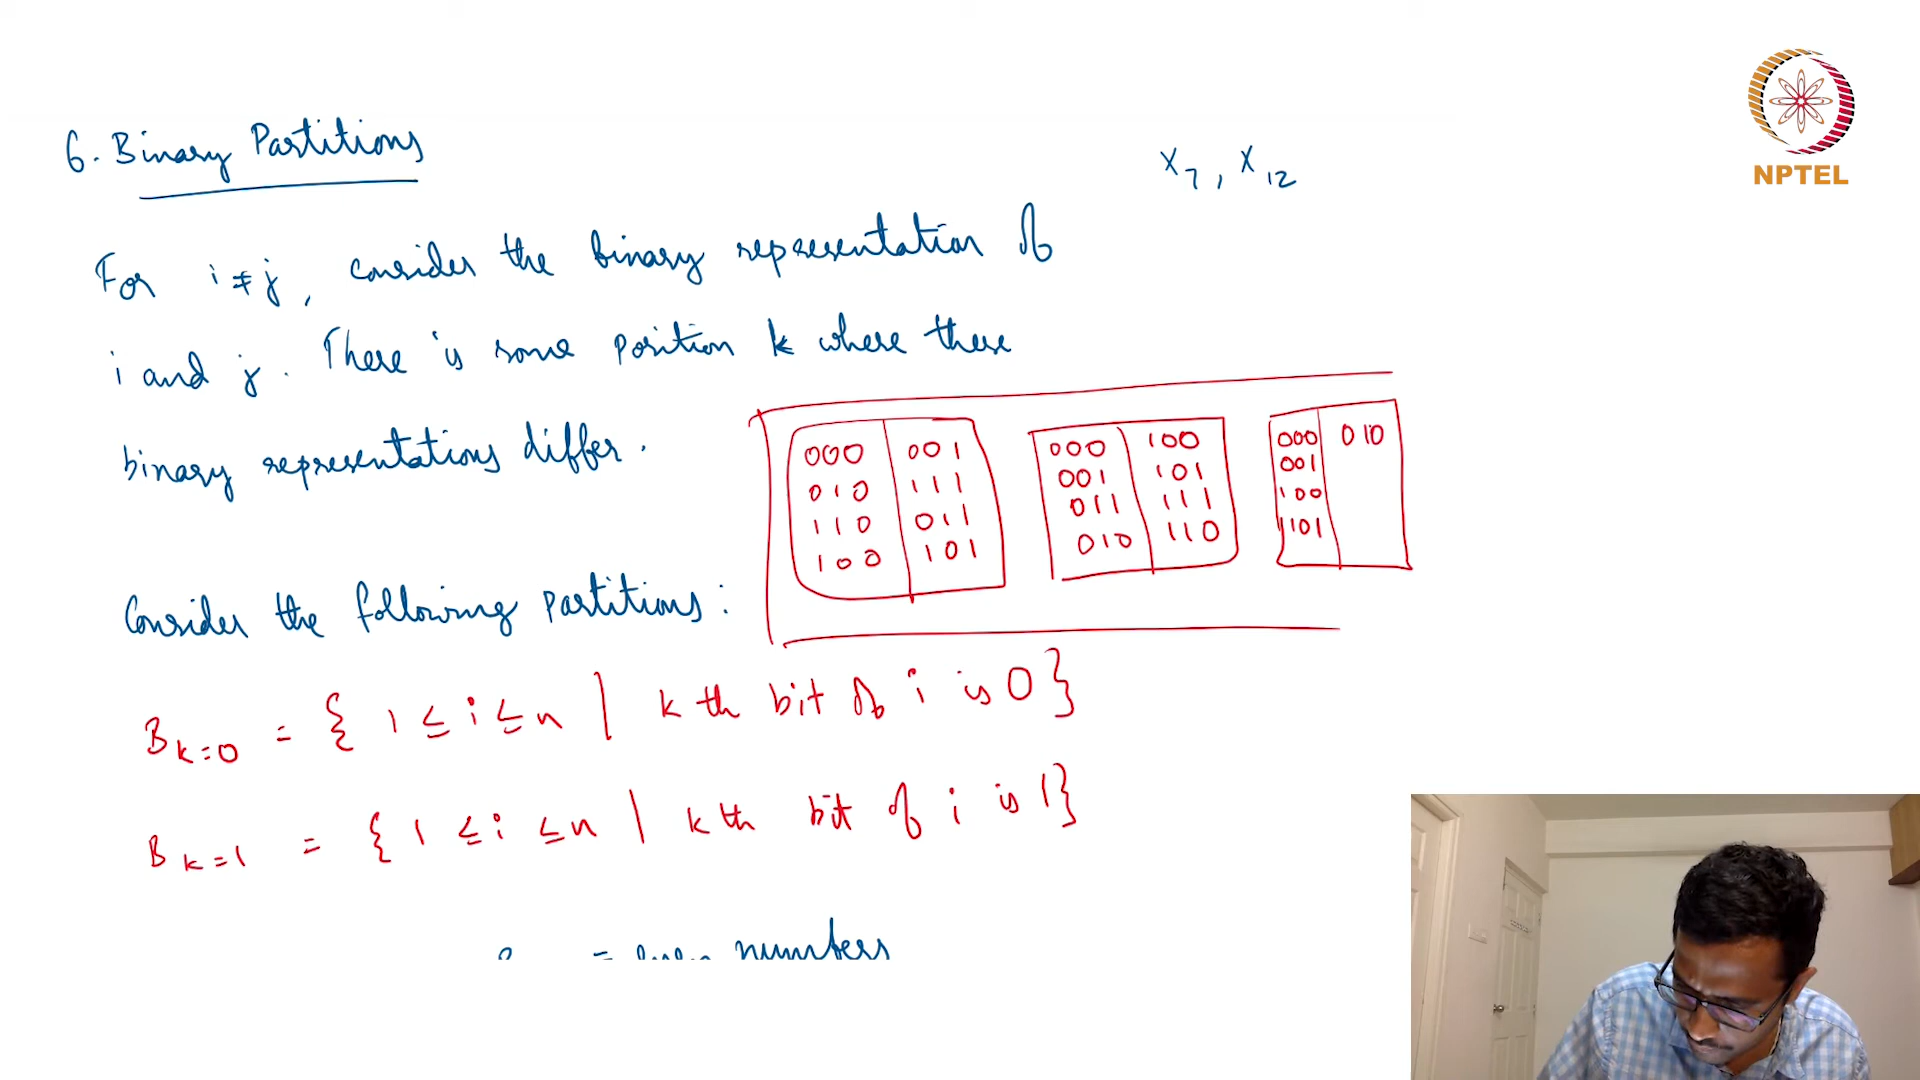 6. Binary Partitions
X7, X12
NPTEL
For i ≠ j, consider the binary representation of
i and j. There is some position k where these
binary representations differ.
000 | 001
010 | 111
110 | 011
100 | 101
000 | 100
001 | 101
011 | 111
010 | 110
000 | 010
001
100
101
Consider the following partitions:
B k=0 = { 1 ≤ i ≤ n | k th bit of i is 0 }
B k=1 = { 1 ≤ i ≤ n | k th bit of i is 1 }
= even numbers